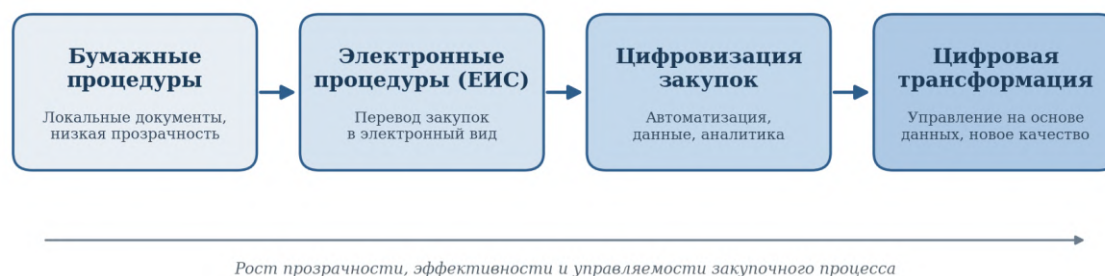 Бумажные
процедуры
Локальные документы,
низкая прозрачность
Электронные
процедуры (ЕИС)
Перевод закупок
в электронный вид
Цифровизация
закупок
Автоматизация,
данные, аналитика
Цифровая
трансформация
Управление на основе
данных, новое качество
Рост прозрачности, эффективности и управляемости закупочного процесса